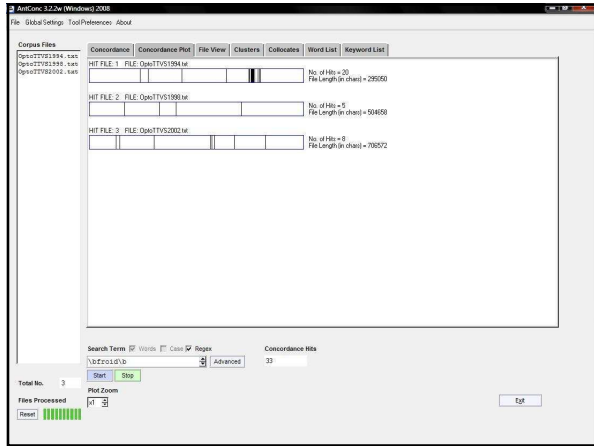 AntConc 3.2.2w (Windows) 2008
File Global Settings Tool Preferences About
Corpus Files
OptoTTVS1994.txt
OptoTTVS1998.txt
OptoTTVS2002.txt
Concordance Concordance Plot File View Clusters Collocates Word List Keyword List
HIT FILE: 1 FILE: OptoTTVS1994.txt
No. of Hits = 20
File Length (in chars) = 295050
HIT FILE: 2 FILE: OptoTTVS1998.txt
No. of Hits = 5
File Length (in chars) = 504658
HIT FILE: 3 FILE: OptoTTVS2002.txt
No. of Hits = 8
File Length (in chars) = 706572
Search Term Words Case Regex Concordance Hits
\bfroid\b Advanced 33
Start Stop
Total No. 3
Plot Zoom
Files Processed x1 Exit
Reset